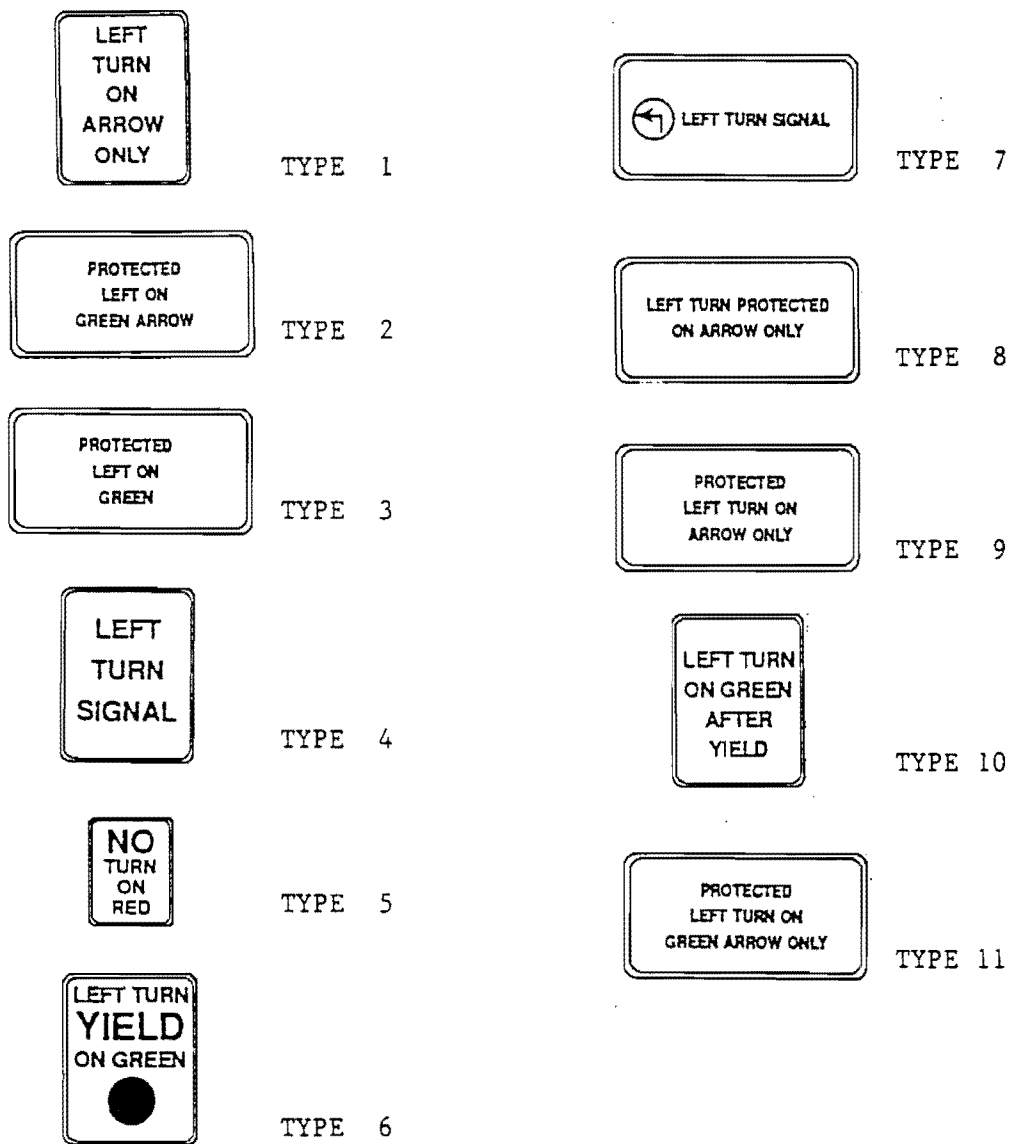 LEFT
TURN
ON
ARROW
ONLY
TYPE 1
PROTECTED
LEFT ON
GREEN ARROW
TYPE 2
PROTECTED
LEFT ON
GREEN
TYPE 3
LEFT
TURN
SIGNAL
TYPE 4
NO
TURN
ON
RED
TYPE 5
LEFT TURN
YIELD
ON GREEN
TYPE 6
LEFT TURN SIGNAL
TYPE 7
LEFT TURN PROTECTED
ON ARROW ONLY
TYPE 8
PROTECTED
LEFT TURN ON
ARROW ONLY
TYPE 9
LEFT TURN
ON GREEN
AFTER
YIELD
TYPE 10
PROTECTED
LEFT TURN ON
GREEN ARROW ONLY
TYPE 11